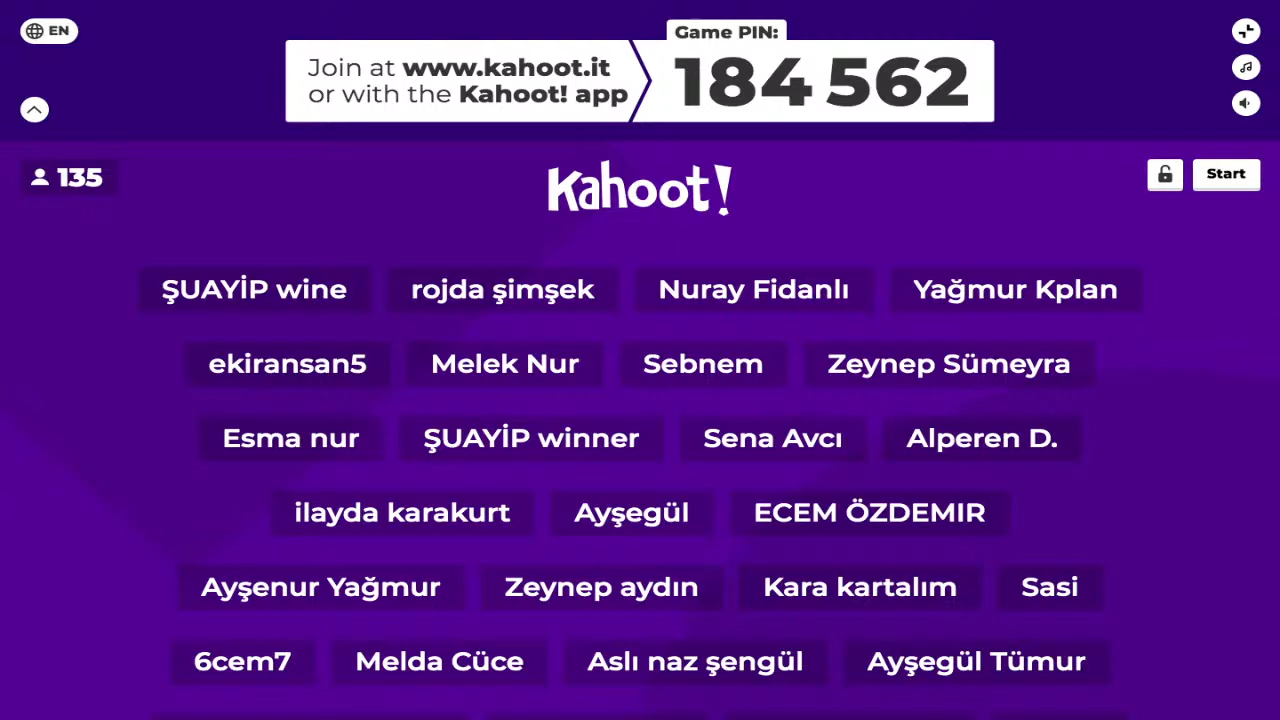 EN
Game PIN:
Join at www.kahoot.it
or with the Kahoot! app
184 562
135
Kahoot!
Start
ŞUAYİP wine rojda şimşek Nuray Fidanlı Yağmur Kplan
ekiransan5 Melek Nur Sebnem Zeynep Sümeyra
Esma nur ŞUAYİP winner Sena Avcı Alperen D.
ilayda karakurt Ayşegül ECEM ÖZDEMIR
Ayşenur Yağmur Zeynep aydın Kara kartalım Sasi
6cem7 Melda Cüce Aslı naz şengül Ayşegül Tümur